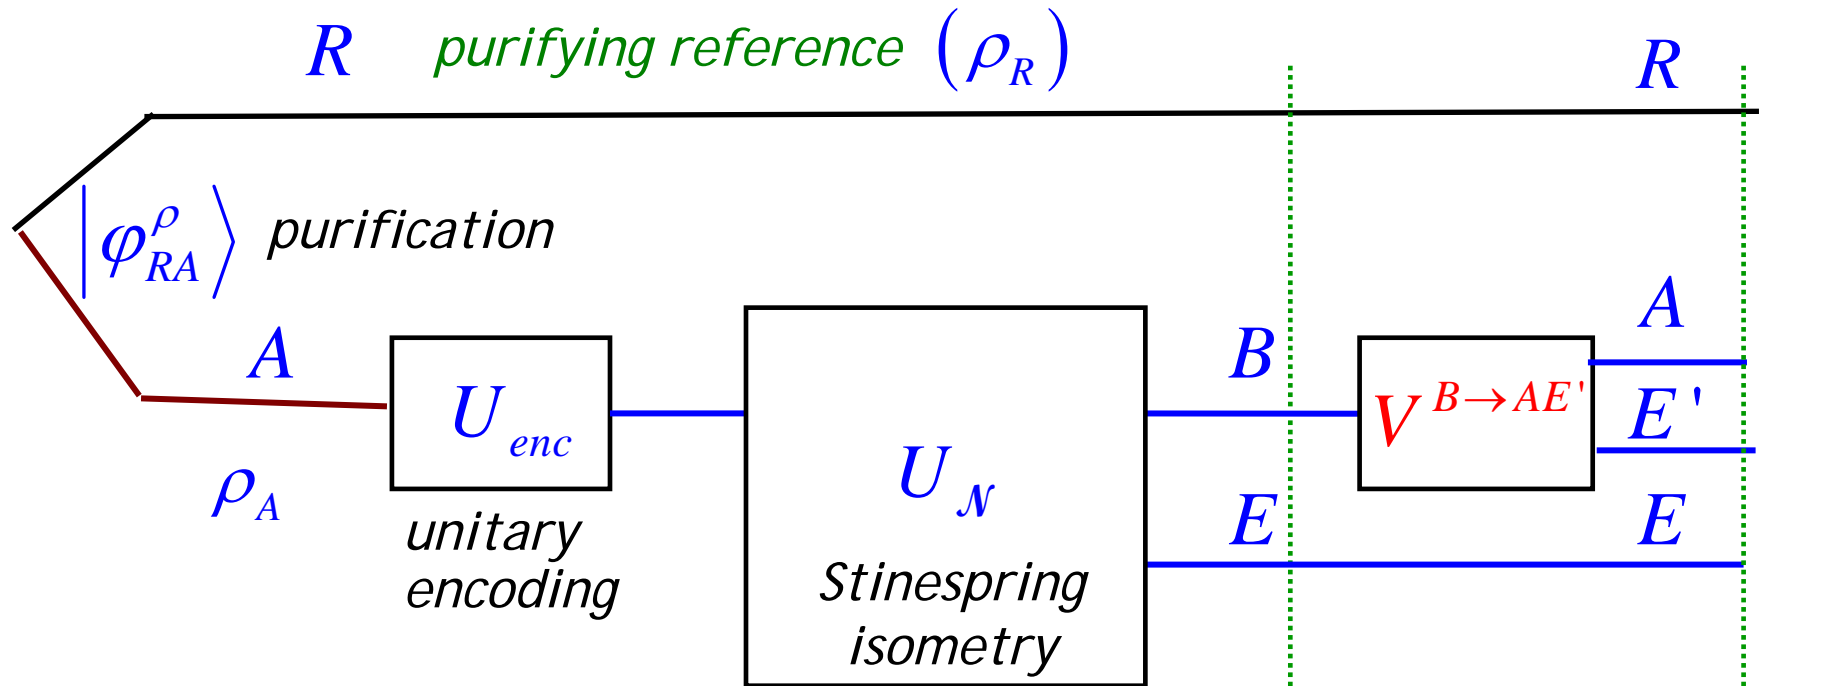 R purifying reference (ρ_R) R
|φ^ρ_RA⟩ purification
A
ρ_A
U_enc
unitary
encoding
U_𝒩
Stinespring
isometry
B
E
V^B→AE'
A
E'
E